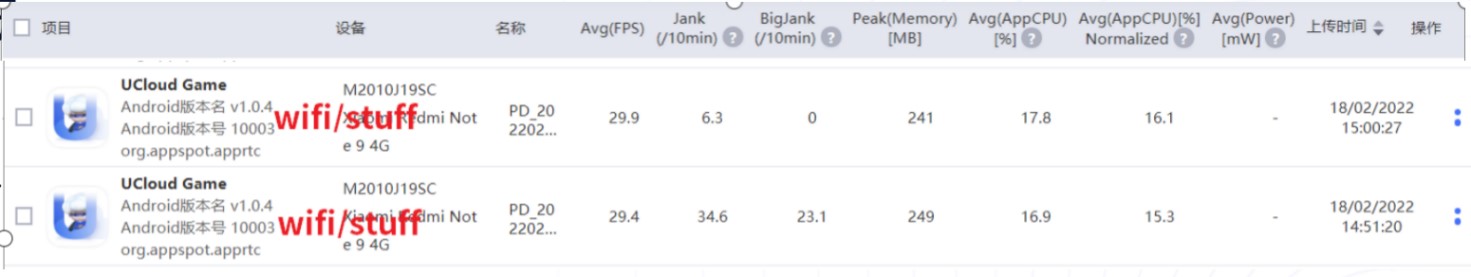 项目 设备 名称 Avg(FPS) Jank (/10min) BigJank (/10min) Peak(Memory) [MB] Avg(AppCPU) [%] Avg(AppCPU)[%] Normalized Avg(Power) [mW] 上传时间 操作
UCloud Game
Android版本名 v1.0.4
Android版本号 10003
org.appspot.apprtc
wifi/stuff
M2010J19SC
Redmi Not
e 9 4G
PD_20
2202...
29.9 6.3 0 241 17.8 16.1 -
18/02/2022
15:00:27
UCloud Game
Android版本名 v1.0.4
Android版本号 10003
org.appspot.apprtc
wifi/stuff
M2010J19SC
Xiaomi Redmi Not
e 9 4G
PD_20
2202...
29.4 34.6 23.1 249 16.9 15.3 -
18/02/2022
14:51:20